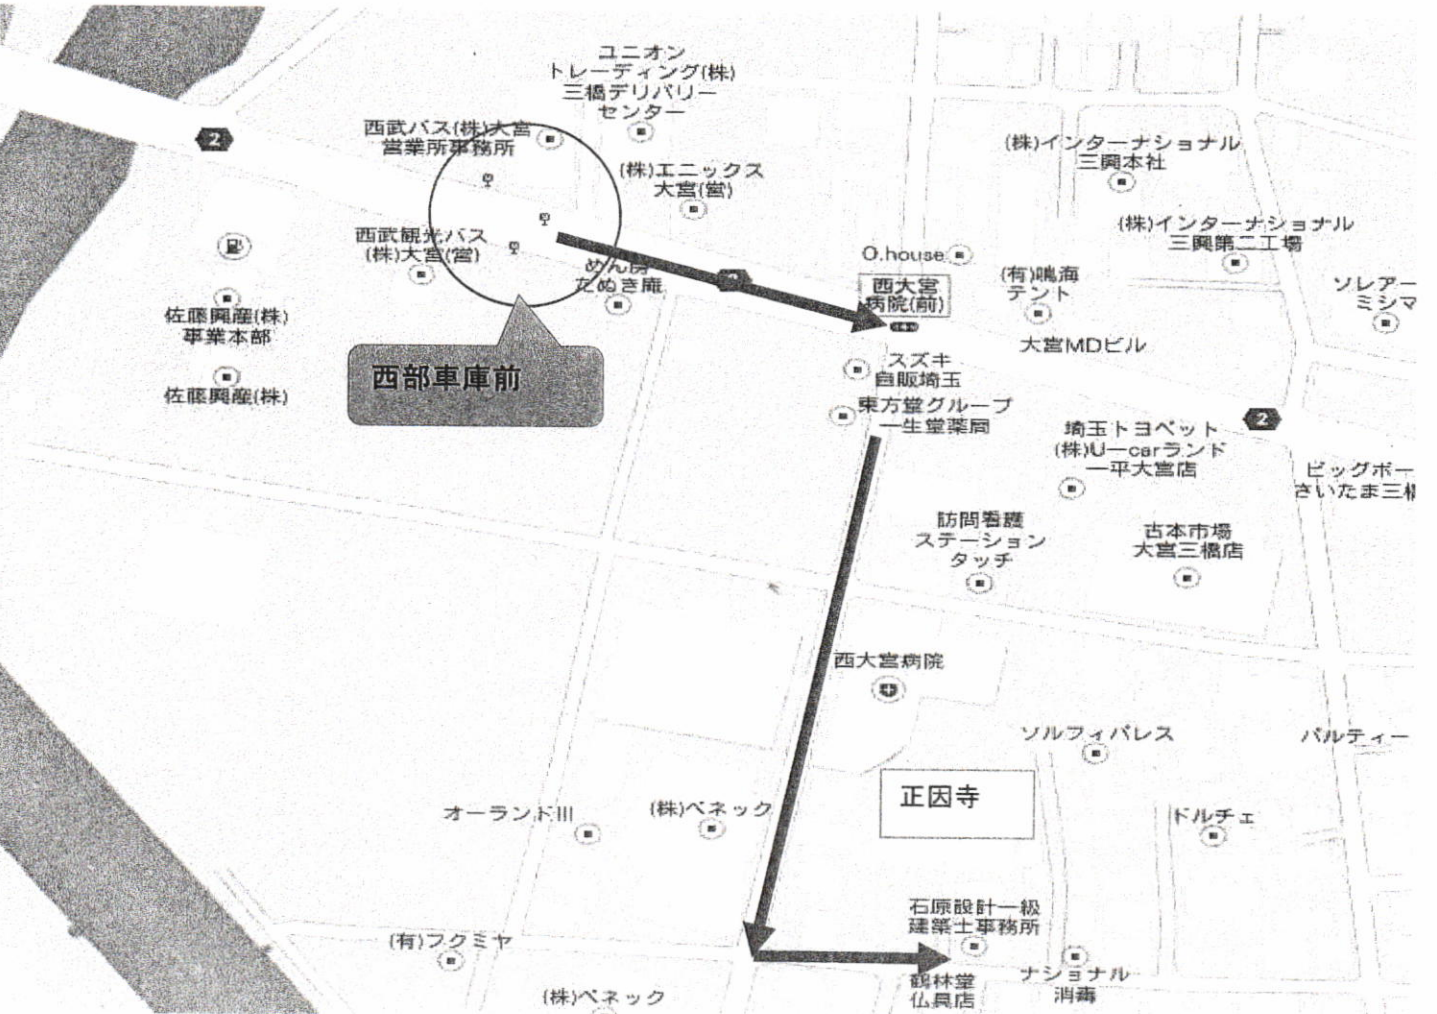 ユニオン
トレーディング(株)
三橋デリバリー
センター
2
西武バス(株)大宮
営業所事務所
(株)エニックス
大宮(営)
(株)インターナショナル
三興本社
(株)インターナショナル
三興第二工場
西武観光バス
(株)大宮(営)
めん房
たぬき庵
O.house
西大宮
病院(前)
(有)鳴海
テント
ソレアー
ミシマ
佐藤興産(株)
事業本部
大宮MDビル
西部車庫前
スズキ
自販埼玉
佐藤興産(株)
東方堂グループ
一生堂薬局
2
埼玉トヨペット
(株)U-carランド
一平大宮店
ビッグボー
さいたま三橋
訪問看護
ステーション
タッチ
古本市場
大宮三橋店
西大宮病院
ソルフィパレス
パルティー
正因寺
オーランドIII
(株)ベネック
ドルチェ
石原設計一級
建築士事務所
(有)フクミヤ
鶴林堂
仏具店
ナショナル
消毒
(株)ベネック